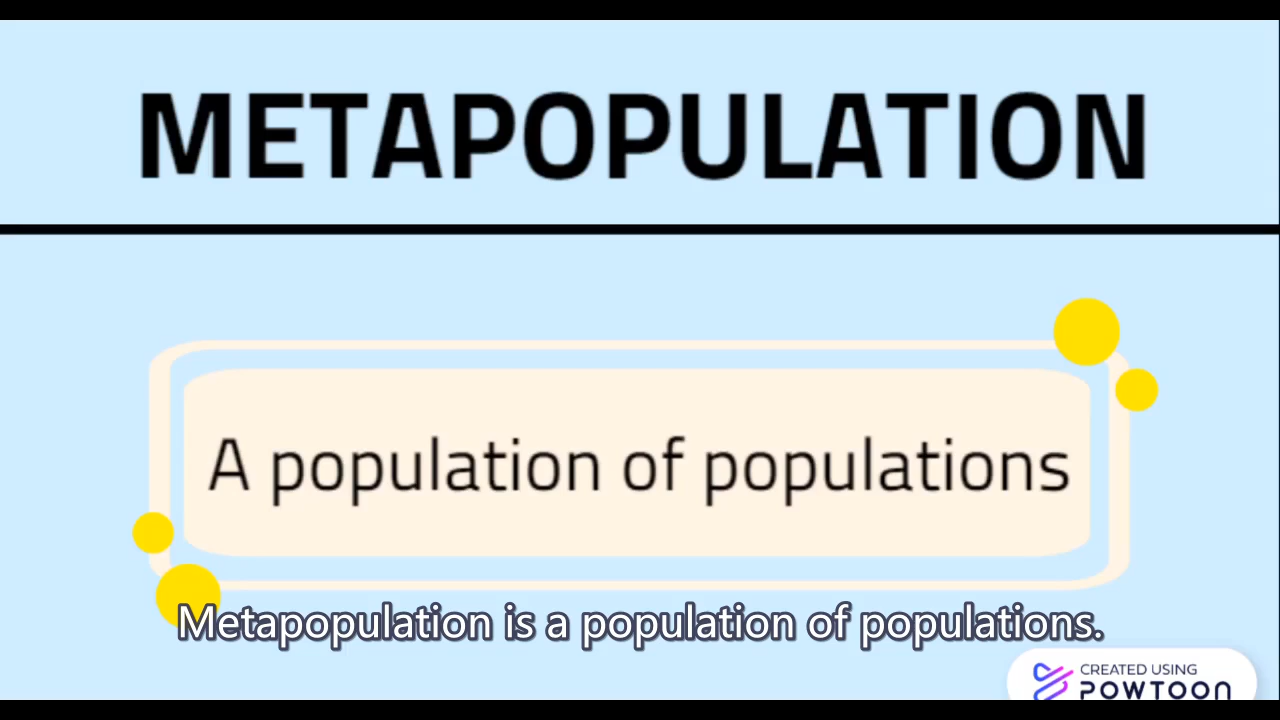 METAPOPULATION
A population of populations
Metapopulation is a population of populations.
CREATED USING
POWTOON